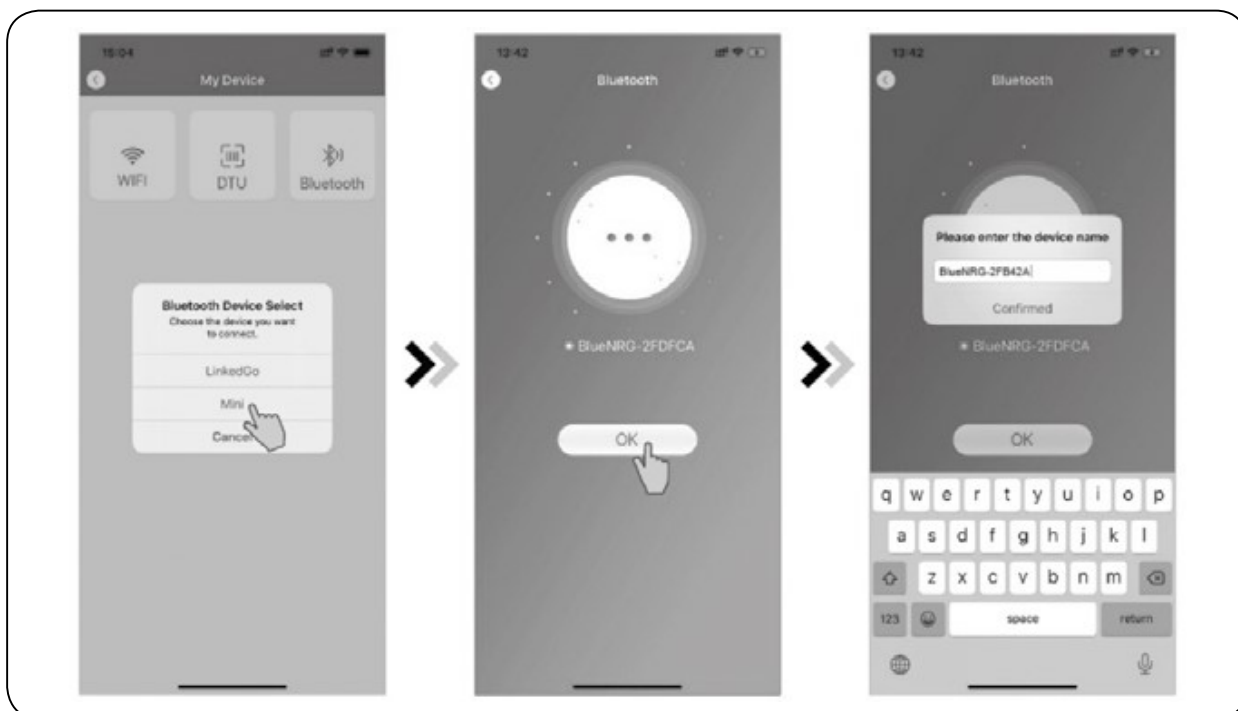 15:04
My Device
WIFI
DTU
Bluetooth
Bluetooth Device Select
Choose the device you want
to connect.
LinkedGo
Mini
Cancel
13:42
Bluetooth
BlueNRG-2FDFCA
OK
13:42
Bluetooth
Please enter the device name
BlueNRG-2FB42A
Confirmed
BlueNRG-2FDFCA
OK
q w e r t y u i o p
a s d f g h j k l
z x c v b n m
123 space return